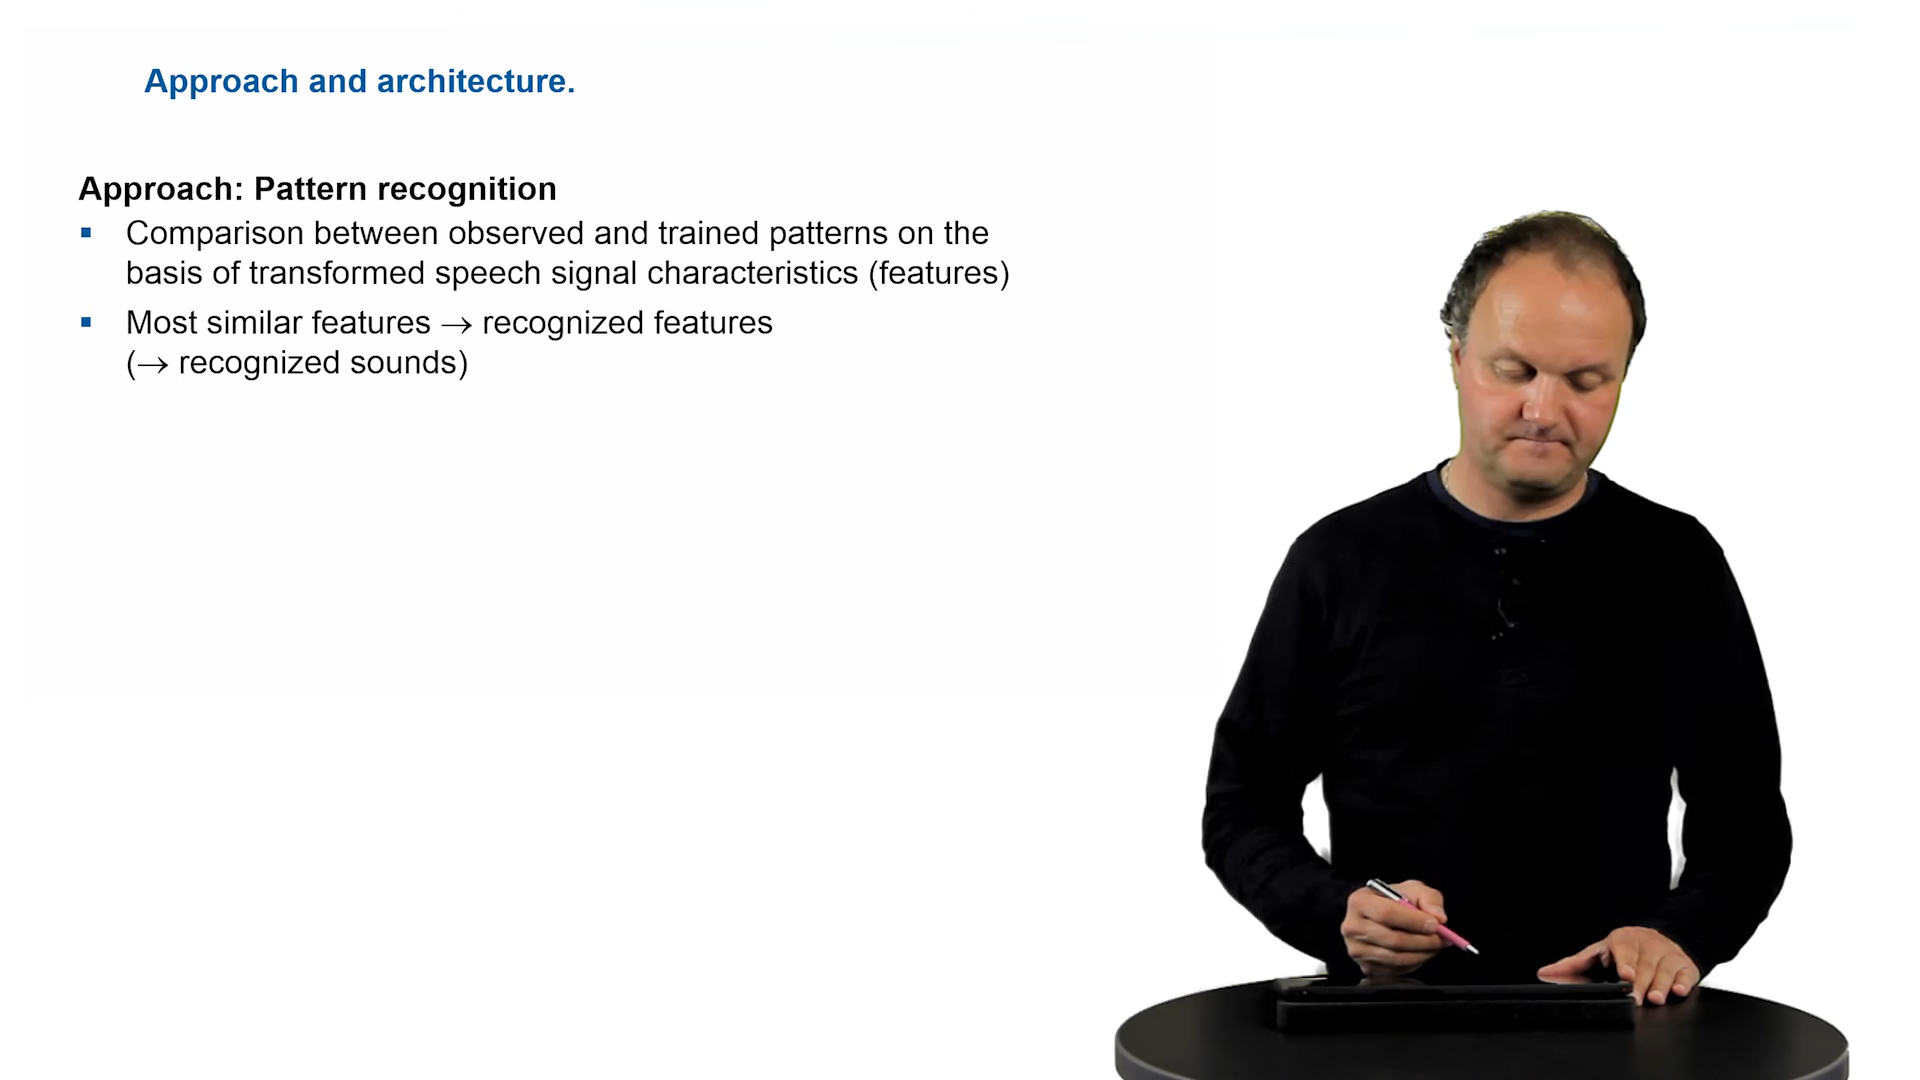 Approach and architecture.
Approach: Pattern recognition
▪ Comparison between observed and trained patterns on the
basis of transformed speech signal characteristics (features)
▪ Most similar features → recognized features
(→ recognized sounds)